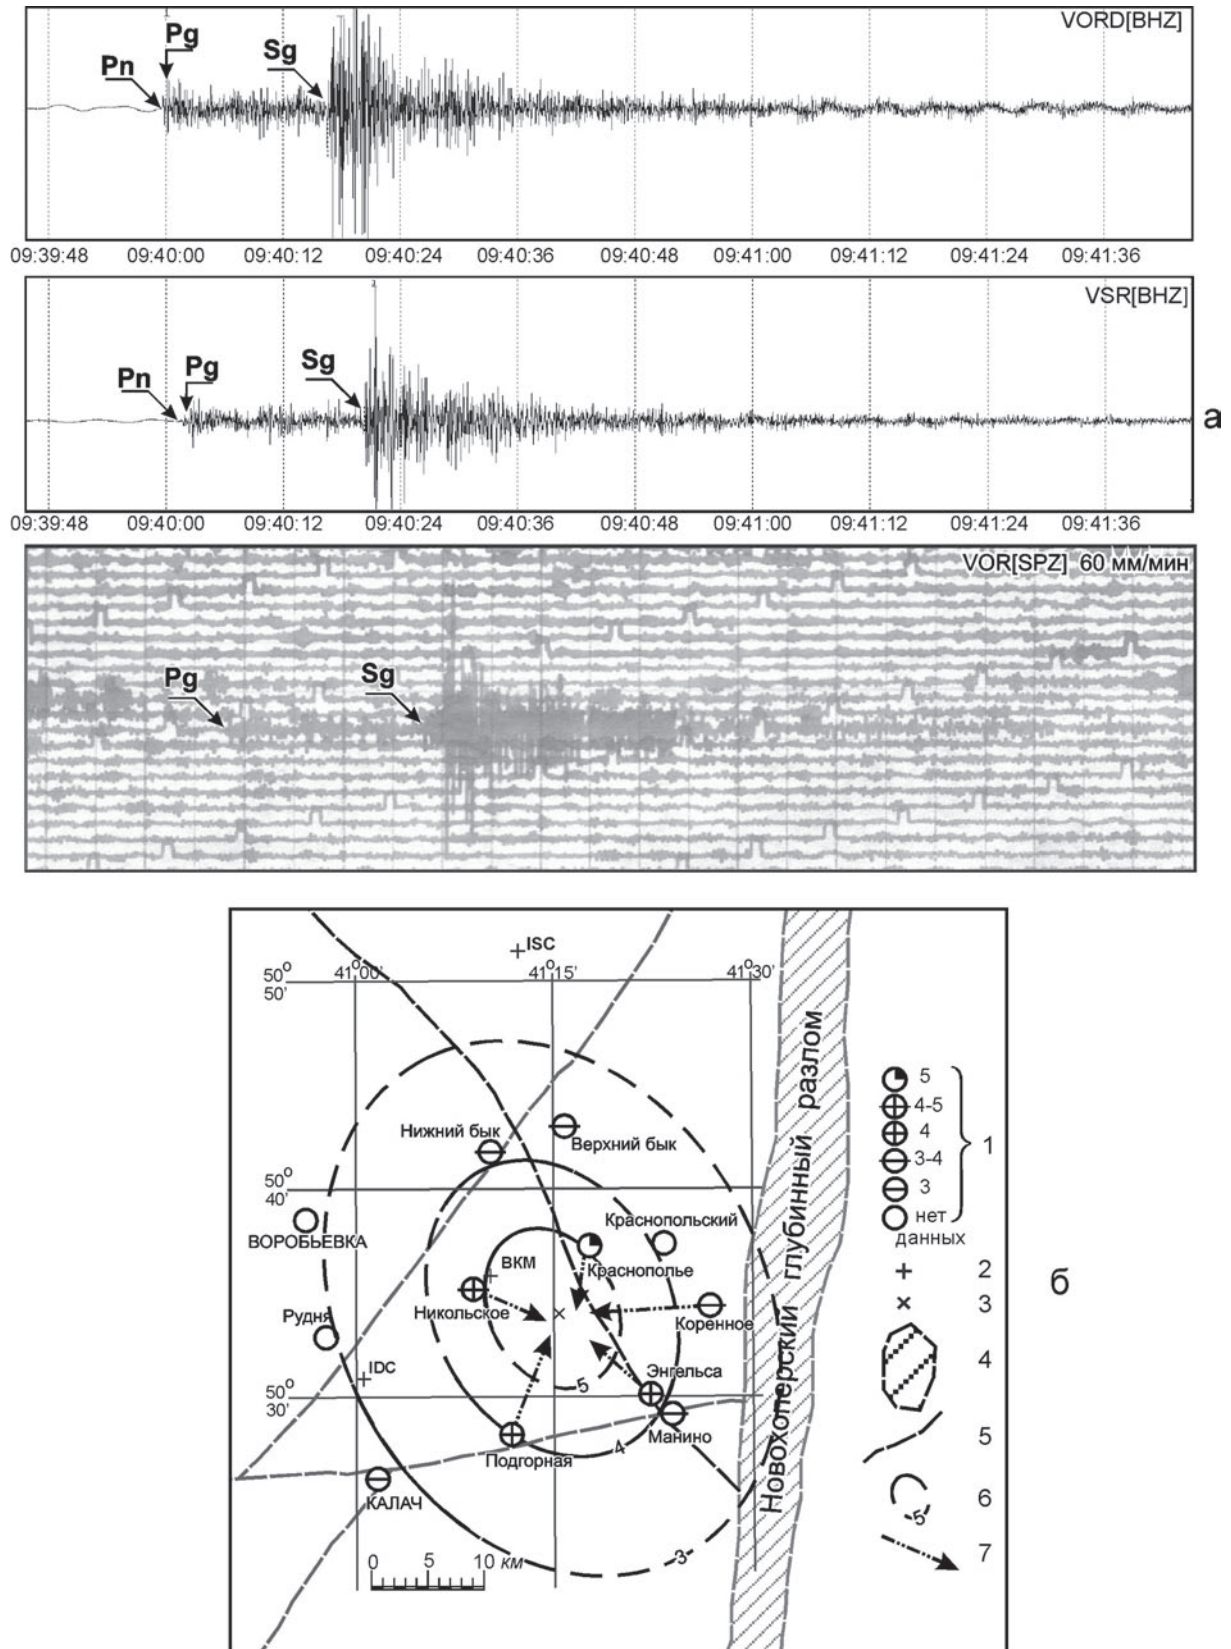 VORD[BHZ]
Pg
Pn
Sg
09:39:48 09:40:00 09:40:12 09:40:24 09:40:36 09:40:48 09:41:00 09:41:12 09:41:24 09:41:36
VSR[BHZ]
Pn
Pg
Sg
а
09:39:48 09:40:00 09:40:12 09:40:24 09:40:36 09:40:48 09:41:00 09:41:12 09:41:24 09:41:36
VOR[SPZ] 60 мм/мин
Pg
Sg
ISC
50° 41°00' 41°15' 41°30'
50'
Новохоперский глубинный разлом
Нижний бык
Верхний бык
50°
40'
Краснопольский
ВОРОБЬЕВКА
ВКМ
Краснополье
Никольское
Коренное
Рудня
IDC
Энгельса
50°
30'
5
Манино
4
Подгорная
КАЛАЧ
3
0 5 10 км
5
4-5
4
3-4
3
нет
данных
1
2
3
4
5
5
6
7
б